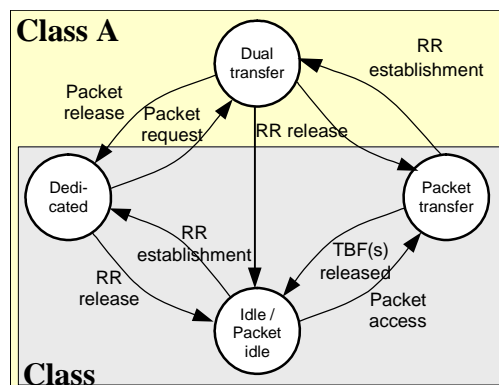 Class A
Dual
transfer
RR
establishment
Packet
release
Packet
request
RR release
Dedi-
cated
Packet
transfer
RR
establishment
TBF(s)
released
RR
release
Packet
access
Idle /
Packet
idle
Class